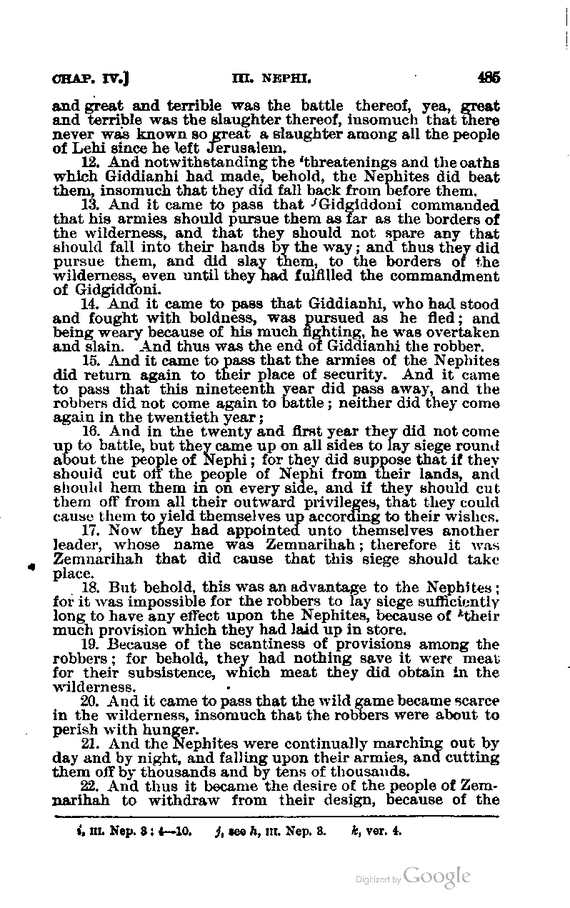 CHAP. IV.] III. NEPHI. 485
and great and terrible was the battle thereof, yea, great
and terrible was the slaughter thereof, insomuch that there
never was known so great a slaughter among all the people
of Lehi since he left Jerusalem.
12. And notwithstanding the ⁱthreatenings and the oaths
which Giddianhi had made, behold, the Nephites did beat
them, insomuch that they did fall back from before them.
13. And it came to pass that ʲGidgiddoni commanded
that his armies should pursue them as far as the borders of
the wilderness, and that they should not spare any that
should fall into their hands by the way; and thus they did
pursue them, and did slay them, to the borders of the
wilderness, even until they had fulfilled the commandment
of Gidgiddoni.
14. And it came to pass that Giddianhi, who had stood
and fought with boldness, was pursued as he fled; and
being weary because of his much fighting, he was overtaken
and slain. And thus was the end of Giddianhi the robber.
15. And it came to pass that the armies of the Nephites
did return again to their place of security. And it came
to pass that this nineteenth year did pass away, and the
robbers did not come again to battle; neither did they come
again in the twentieth year;
16. And in the twenty and first year they did not come
up to battle, but they came up on all sides to lay siege round
about the people of Nephi; for they did suppose that if they
should cut off the people of Nephi from their lands, and
should hem them in on every side, and if they should cut
them off from all their outward privileges, that they could
cause them to yield themselves up according to their wishes.
17. Now they had appointed unto themselves another
leader, whose name was Zemnarihah; therefore it was
Zemnarihah that did cause that this siege should take
place.
18. But behold, this was an advantage to the Nephites;
for it was impossible for the robbers to lay siege sufficiently
long to have any effect upon the Nephites, because of ᵏtheir
much provision which they had laid up in store.
19. Because of the scantiness of provisions among the
robbers; for behold, they had nothing save it were meat
for their subsistence, which meat they did obtain in the
wilderness.
20. And it came to pass that the wild game became scarce
in the wilderness, insomuch that the robbers were about to
perish with hunger.
21. And the Nephites were continually marching out by
day and by night, and falling upon their armies, and cutting
them off by thousands and by tens of thousands.
22. And thus it became the desire of the people of Zem-
narihah to withdraw from their design, because of the
i, III. Nep. 3: 4—10. j, see h, III. Nep. 3. k, ver. 4.
Digitized by Google